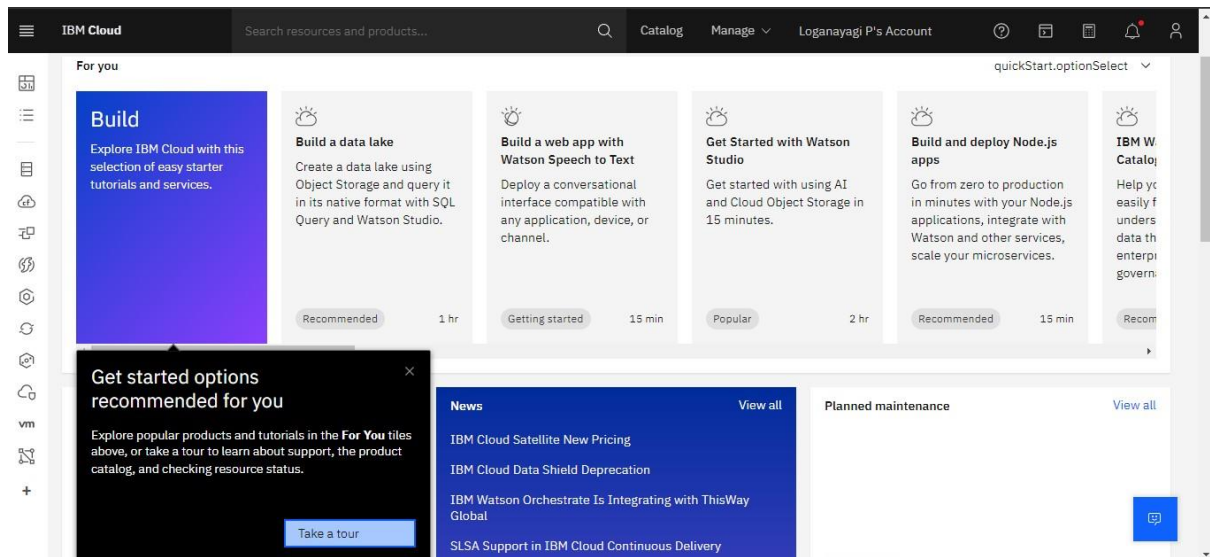 IBM Cloud
Search resources and products...
Catalog
Manage
Loganayagi P's Account
For you
quickStart.optionSelect
Build
Explore IBM Cloud with this
selection of easy starter
tutorials and services.
Build a data lake
Create a data lake using
Object Storage and query it
in its native format with SQL
Query and Watson Studio.
Recommended
1 hr
Build a web app with
Watson Speech to Text
Deploy a conversational
interface compatible with
any application, device, or
channel.
Getting started
15 min
Get Started with Watson
Studio
Get started with using AI
and Cloud Object Storage in
15 minutes.
Popular
2 hr
Build and deploy Node.js
apps
Go from zero to production
in minutes with your Node.js
applications, integrate with
Watson and other services,
scale your microservices.
Recommended
15 min
IBM
Help
easily
data
vm
Get started options
recommended for you
Explore popular products and tutorials in the For You tiles
above, or take a tour to learn about support, the product
catalog, and checking resource status.
Take a tour
News
View all
IBM Cloud Satellite New Pricing
IBM Cloud Data Shield Deprecation
IBM Watson Orchestrate Is Integrating with ThisWay
Global
SLSA Support in IBM Cloud Continuous Delivery
Planned maintenance
View all